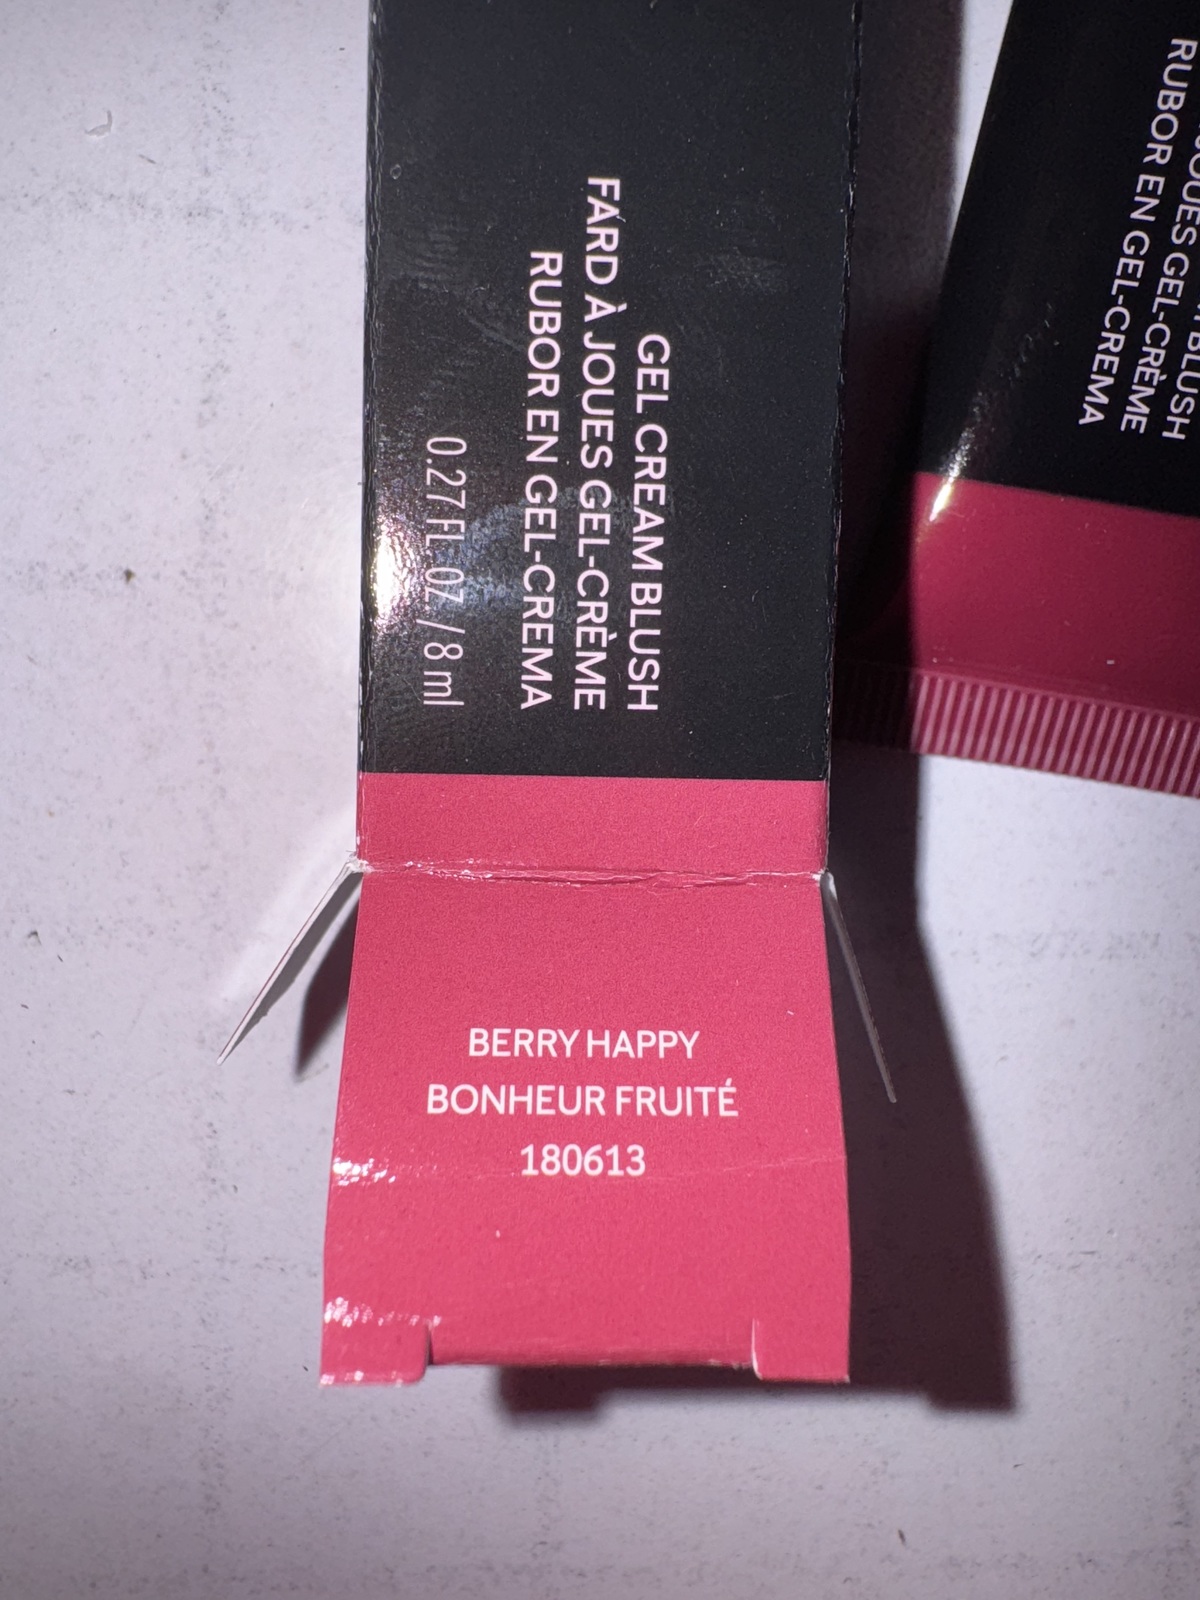 GEL CREAM BLUSH
FARD À JOUES GEL-CRÈME
RUBOR EN GEL-CREMA
0.27 FL. OZ / 8 ml
BERRY HAPPY
BONHEUR FRUITÉ
180613
BLUSH
JOUES GEL-CRÈME
RUBOR EN GEL-CREMA